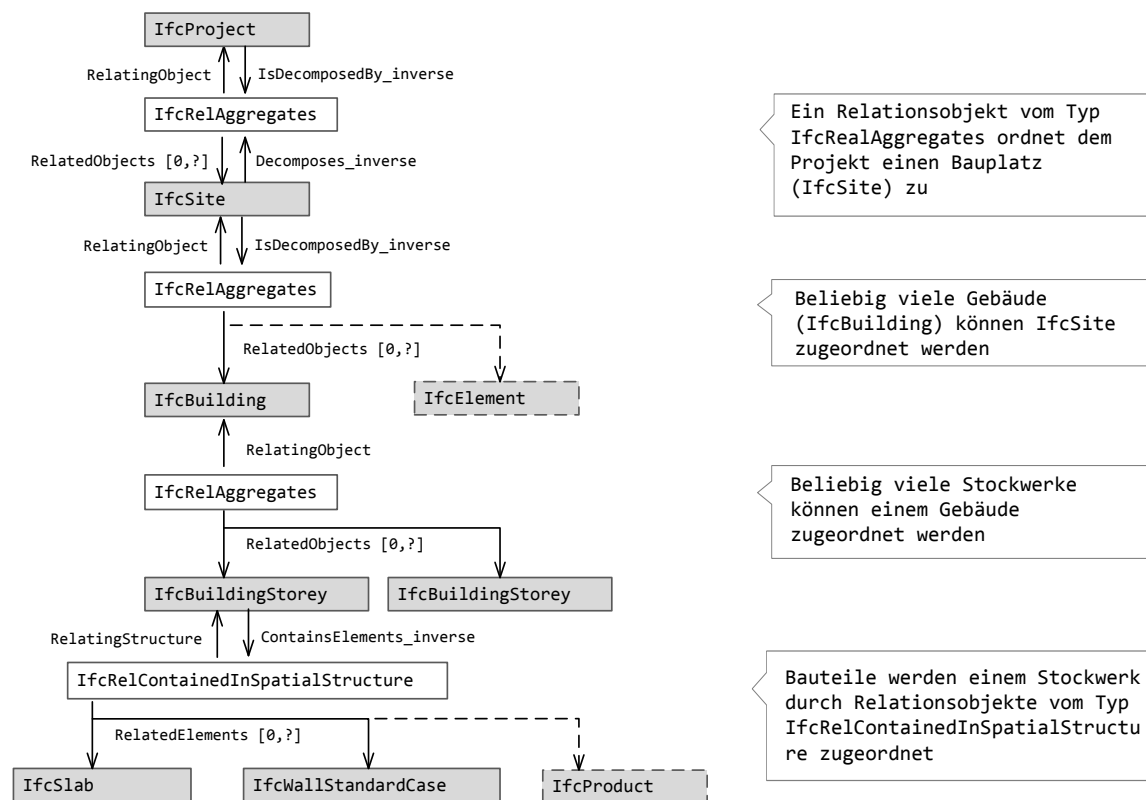 IfcProject
RelatingObject
IsDecomposedBy_inverse
IfcRelAggregates
RelatedObjects [0,?]
Decomposes_inverse
IfcSite
RelatingObject
IsDecomposedBy_inverse
IfcRelAggregates
RelatedObjects [0,?]
IfcBuilding
IfcElement
RelatingObject
IfcRelAggregates
RelatedObjects [0,?]
IfcBuildingStorey
IfcBuildingStorey
RelatingStructure
ContainsElements_inverse
IfcRelContainedInSpatialStructure
RelatedElements [0,?]
IfcSlab
IfcWallStandardCase
IfcProduct
Ein Relationsobjekt vom Typ
IfcRealAggregates ordnet dem
Projekt einen Bauplatz
(IfcSite) zu
Beliebig viele Gebäude
(IfcBuilding) können IfcSite
zugeordnet werden
Beliebig viele Stockwerke
können einem Gebäude
zugeordnet werden
Bauteile werden einem Stockwerk
durch Relationsobjekte vom Typ
IfcRelContainedInSpatialStructu
re zugeordnet